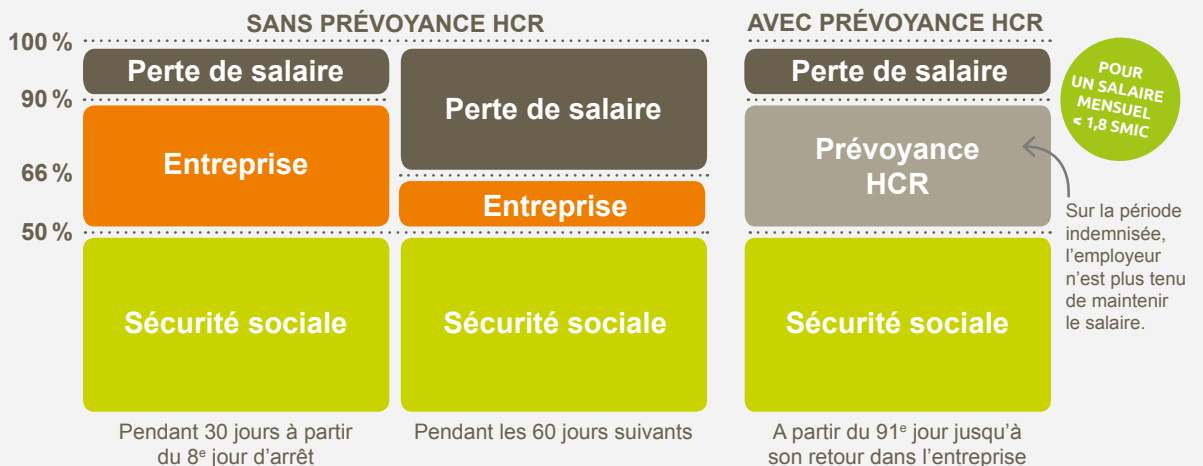 SANS PRÉVOYANCE HCR
AVEC PRÉVOYANCE HCR
100 %
90 %
66 %
50 %
Perte de salaire
Entreprise
Sécurité sociale
Pendant 30 jours à partir
du 8e jour d'arrêt
Perte de salaire
Entreprise
Sécurité sociale
Pendant les 60 jours suivants
Perte de salaire
Prévoyance
HCR
Sécurité sociale
A partir du 91e jour jusqu'à
son retour dans l'entreprise
POUR
UN SALAIRE
MENSUEL
< 1,8 SMIC
Sur la période
indemnisée,
l'employeur
n'est plus tenu
de maintenir
le salaire.